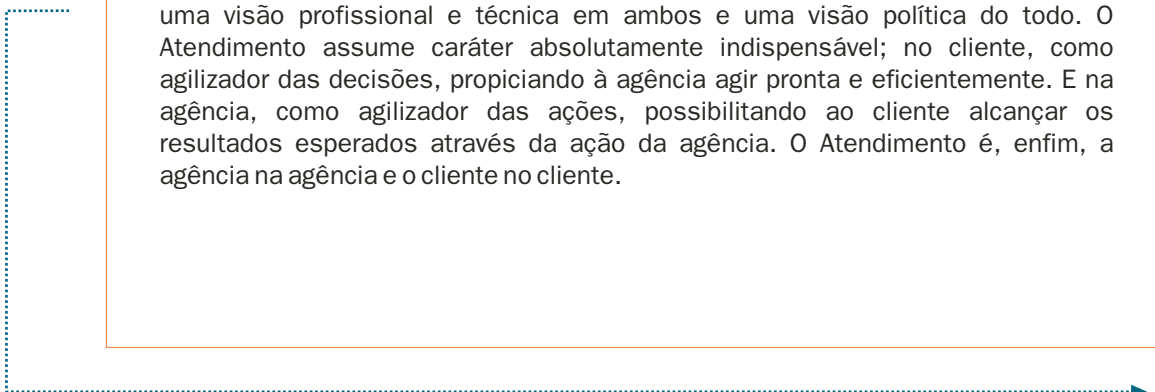 uma visão profissional e técnica em ambos e uma visão política do todo. O
Atendimento assume caráter absolutamente indispensável; no cliente, como
agilizador das decisões, propiciando à agência agir pronta e eficientemente. E na
agência, como agilizador das ações, possibilitando ao cliente alcançar os
resultados esperados através da ação da agência. O Atendimento é, enfim, a
agência na agência e o cliente no cliente.